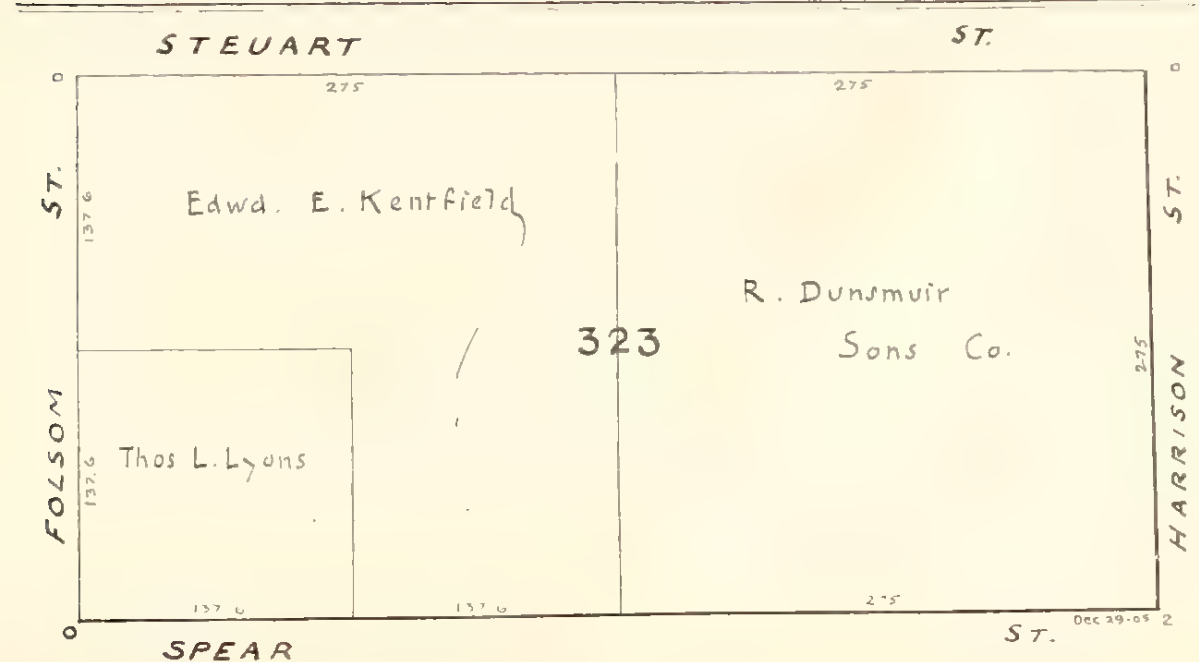 STEUART ST.
0 275 275 0
FOLSOM ST.
137 6
Edwd. E. Kentfield
HARRISON ST.
R. Dunsmuir
Sons Co.
323
275
Thos L. Lyons
137.6
137 6 137 6 275
Dec 29-05 2
0
SPEAR ST.